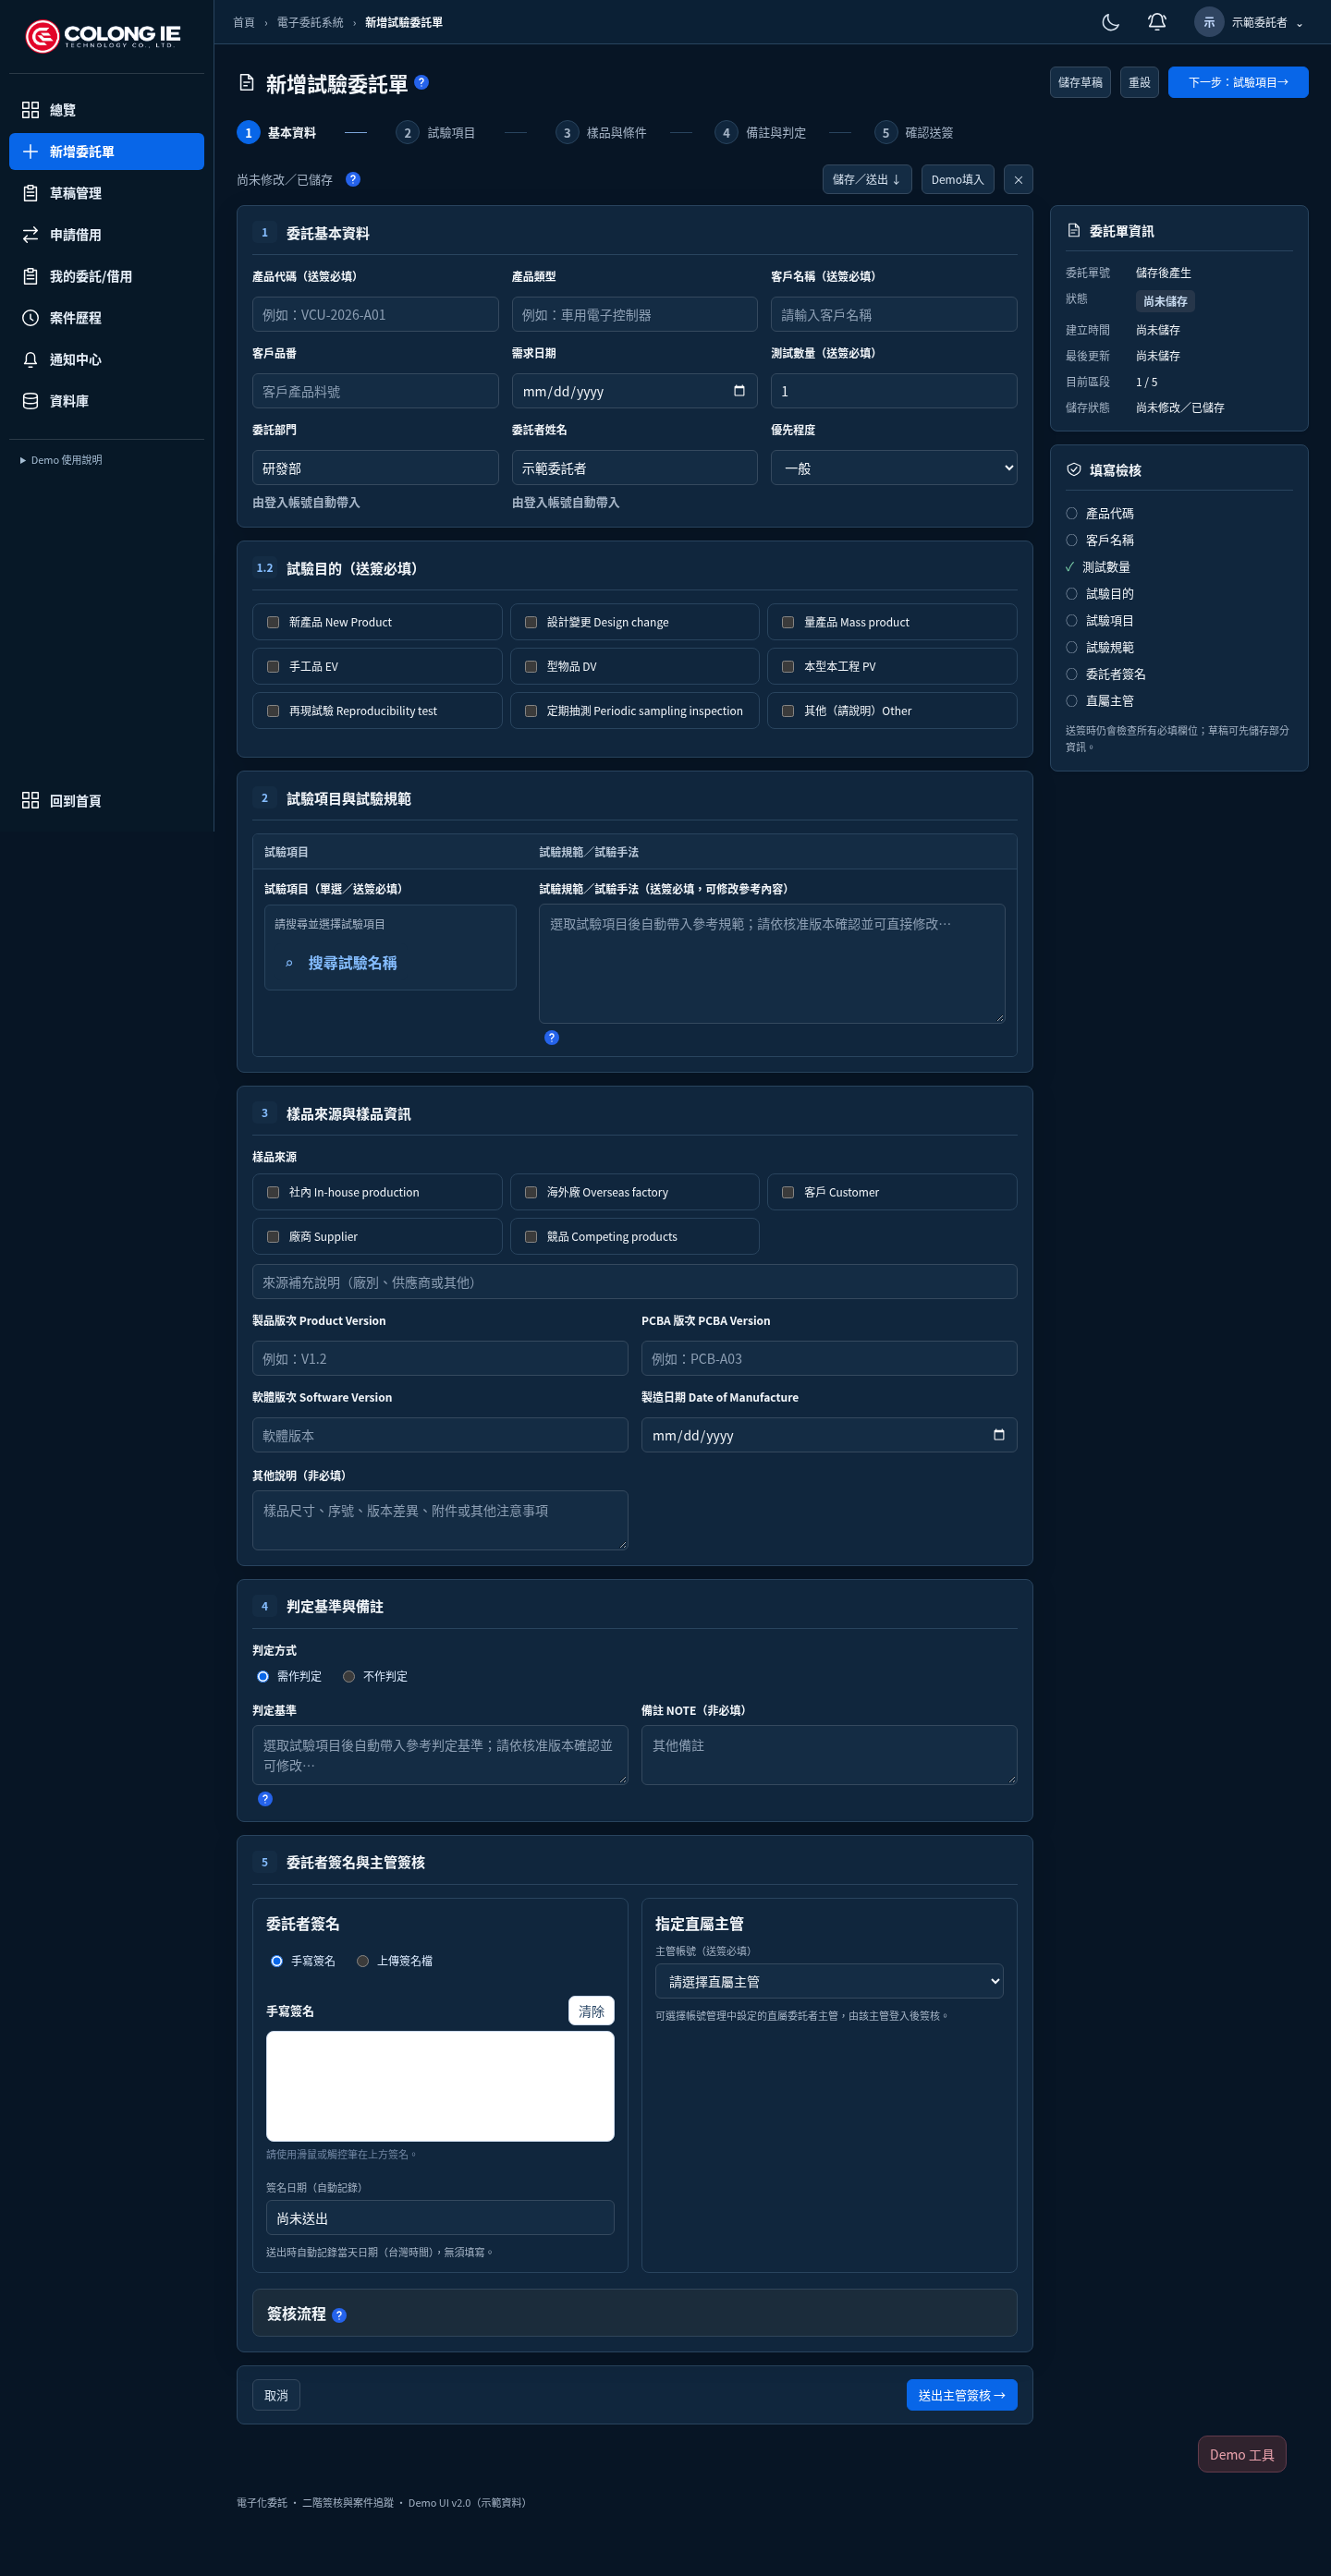 COLONG IE
TECHNOLOGY CO., LTD.
總覽
新增委託單
草稿管理
申請借用
我的委託/借用
案件歷程
通知中心
資料庫
Demo 使用說明
回到首頁
首頁 › 電子委託系統 › 新增試驗委託單
示 示範委託者
新增試驗委託單 ?
儲存草稿 重設 下一步：試驗項目→
1 基本資料 2 試驗項目 3 樣品與條件 4 備註與判定 5 確認送簽
尚未修改／已儲存 ?
儲存／送出 ↓ Demo填入 ×
1 委託基本資料
產品代碼（送簽必填） 產品類型 客戶名稱（送簽必填）
例如：VCU-2026-A01 例如：車用電子控制器 請輸入客戶名稱
客戶品番 需求日期 測試數量（送簽必填）
客戶產品料號 mm/dd/yyyy 1
委託部門 委託者姓名 優先程度
研發部 示範委託者 一般
由登入帳號自動帶入 由登入帳號自動帶入
1.2 試驗目的（送簽必填）
新產品 New Product 設計變更 Design change 量產品 Mass product
手工品 EV 型物品 DV 本型本工程 PV
再現試驗 Reproducibility test 定期抽測 Periodic sampling inspection 其他（請說明）Other
2 試驗項目與試驗規範
試驗項目 試驗規範／試驗手法
試驗項目（單選／送簽必填） 試驗規範／試驗手法（送簽必填，可修改參考內容）
請搜尋並選擇試驗項目
選取試驗項目後自動帶入參考規範；請依核准版本確認並可直接修改…
⌕ 搜尋試驗名稱
?
3 樣品來源與樣品資訊
樣品來源
社內 In-house production 海外廠 Overseas factory 客戶 Customer
廠商 Supplier 競品 Competing products
來源補充說明（廠別、供應商或其他）
製品版次 Product Version PCBA 版次 PCBA Version
例如：V1.2 例如：PCB-A03
軟體版次 Software Version 製造日期 Date of Manufacture
軟體版本 mm/dd/yyyy
其他說明（非必填）
樣品尺寸、序號、版本差異、附件或其他注意事項
4 判定基準與備註
判定方式
需作判定 不作判定
判定基準 備註 NOTE（非必填）
選取試驗項目後自動帶入參考判定基準；請依核准版本確認並
可修改…
其他備註
?
5 委託者簽名與主管簽核
委託者簽名
手寫簽名 上傳簽名檔
手寫簽名 清除
請使用滑鼠或觸控筆在上方簽名。
簽名日期（自動記錄）
尚未送出
送出時自動記錄當天日期（台灣時間），無須填寫。
指定直屬主管
主管帳號（送簽必填）
請選擇直屬主管
可選擇帳號管理中設定的直屬委託者主管，由該主管登入後簽核。
簽核流程 ?
取消 送出主管簽核 →
委託單資訊
委託單號 儲存後產生
狀態 尚未儲存
建立時間 尚未儲存
最後更新 尚未儲存
目前區段 1 / 5
儲存狀態 尚未修改／已儲存
填寫檢核
○ 產品代碼
○ 客戶名稱
✓ 測試數量
○ 試驗目的
○ 試驗項目
○ 試驗規範
○ 委託者簽名
○ 直屬主管
送簽時仍會檢查所有必填欄位；草稿可先儲存部分
資訊。
Demo 工具
電子化委託 · 二階簽核與案件追蹤 · Demo UI v2.0（示範資料）